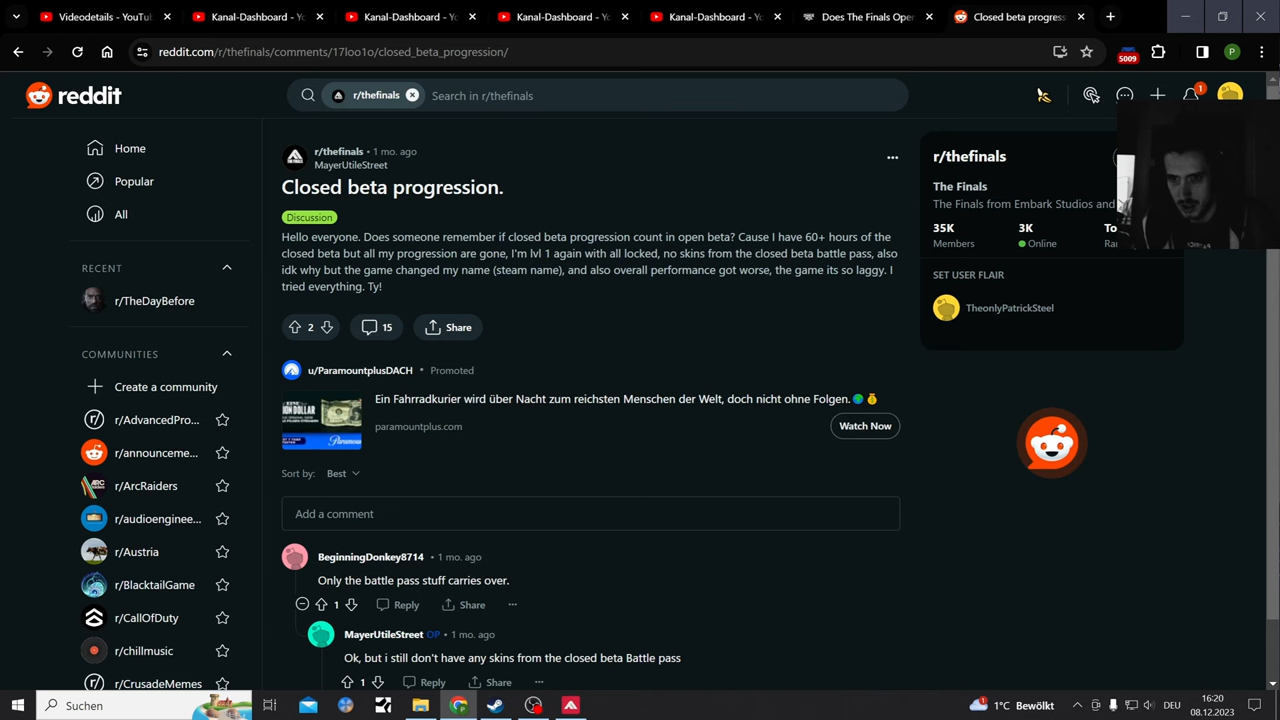 Videodetails - YouTu
Kanal-Dashboard - Yo
Kanal-Dashboard - Yo
Kanal-Dashboard - Yo
Kanal-Dashboard - Yo
Does The Finals Ope
Closed beta progress
reddit.com/r/thefinals/comments/17loo1o/closed_beta_progression/
5009
P
reddit
r/thefinals
Search in r/thefinals
1
Home
Popular
All
RECENT
r/TheDayBefore
COMMUNITIES
Create a community
r/AdvancedPro...
r/announceme...
r/ArcRaiders
r/audioenginee...
r/Austria
r/BlacktailGame
r/CallOfDuty
r/chillmusic
r/CrusadeMemes
r/thefinals • 1 mo. ago
MayerUtileStreet
Closed beta progression.
Discussion
Hello everyone. Does someone remember if closed beta progression count in open beta? Cause I have 60+ hours of the
closed beta but all my progression are gone, I'm lvl 1 again with all locked, no skins from the closed beta battle pass, also
idk why but the game changed my name (steam name), and also overall performance got worse, the game its so laggy. I
tried everything. Ty!
2
15
Share
u/ParamountplusDACH • Promoted
Ein Fahrradkurier wird über Nacht zum reichsten Menschen der Welt, doch nicht ohne Folgen.
paramountplus.com
Watch Now
Sort by: Best
Add a comment
BeginningDonkey8714 • 1 mo. ago
Only the battle pass stuff carries over.
1 Reply Share
MayerUtileStreet OP • 1 mo. ago
Ok, but i still don't have any skins from the closed beta Battle pass
1 Reply Share
r/thefinals
The Finals
The Finals from Embark Studios and
35K
Members
3K
Online
To
Ra
SET USER FLAIR
TheonlyPatrickSteel
Suchen
1°C Bewölkt
DEU
16:20
08.12.2023